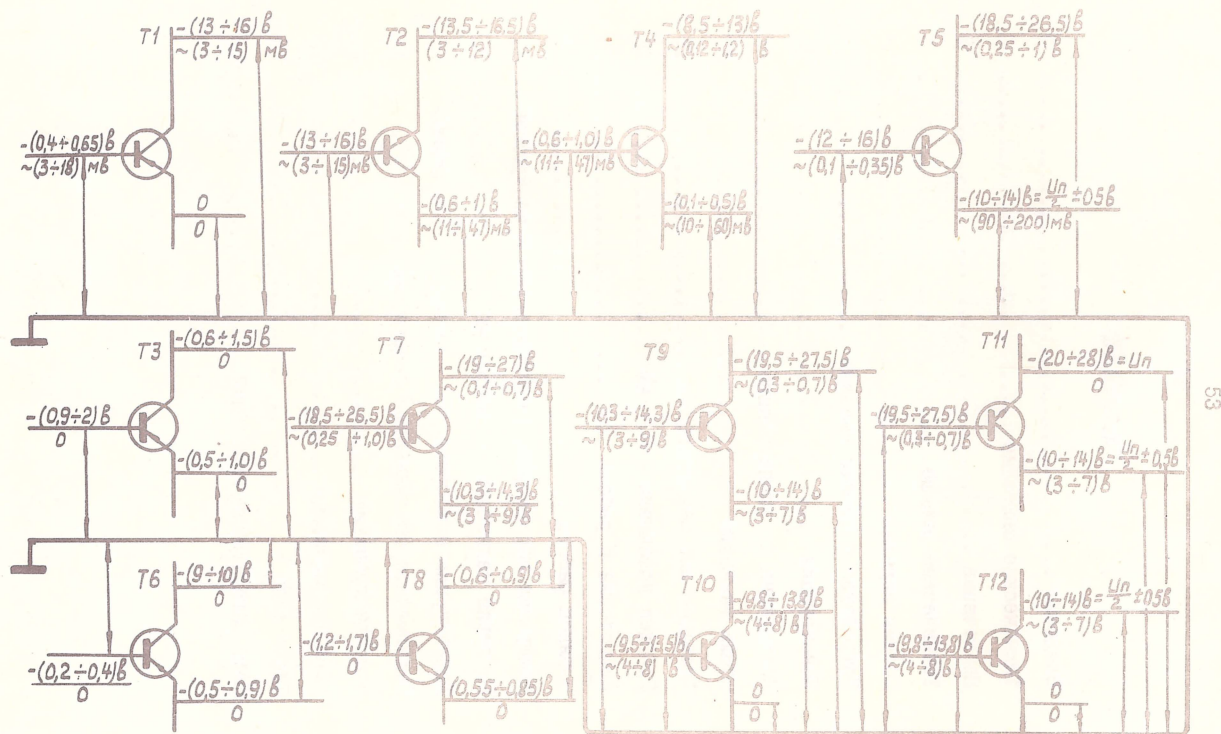 T1
-(13÷16)в
~(3÷15) мв
-(0,4÷0,65)в
~(3÷18) мв
0
0
T2
-(13,5÷16,5)в
(3÷12) мв
-(13÷16)в
~(3÷15)мв
-(0,6÷1)в
~(11÷47)мв
T4
-(8,5÷13)в
~(0,12÷1,2) в
-(0,6÷1,0)в
~(11÷47)мв
-(0,1÷0,5)в
~(10÷60)мв
T5
-(18,5÷26,5)в
~(0,25÷1)в
-(12÷16)в
~(0,1÷0,35)в
-(10÷14)в=Uп/2 ±05в
~(90÷200)мв
T3
-(0,6÷1,5)в
0
-(0,9÷2)в
0
-(0,5÷1,0)в
0
T7
-(19÷27)в
~(0,1÷0,7)в
-(18,5÷26,5)в
~(0,25÷1,0)в
-(10,3÷14,3)в
~(3÷9)в
T9
-(19,5÷27,5)в
~(0,3÷0,7)в
-(10,3÷14,3)в
~(3÷9)в
-(10÷14)в
~(3÷7)в
T11
-(20÷28)в=Uп
0
-(19,5÷27,5)в
~(0,3÷0,7)в
-(10÷14)в=Uп/2±0,5в
~(3÷7)в
53
T6
-(9÷10)в
0
-(0,2÷0,4)в
0
-(0,5÷0,9)в
0
T8
-(0,6÷0,9)в
0
-(1,2÷1,7)в
0
(0,55÷0,85)в
0
T10
-(9,8÷13,8)в
~(4÷8)в
-(9,5÷13,5)в
~(4÷8)в
0
0
T12
-(10÷14)в=Uп/2 ±05в
~(3÷7)в
-(9,8÷13,8)в
~(4÷8)в
0
0